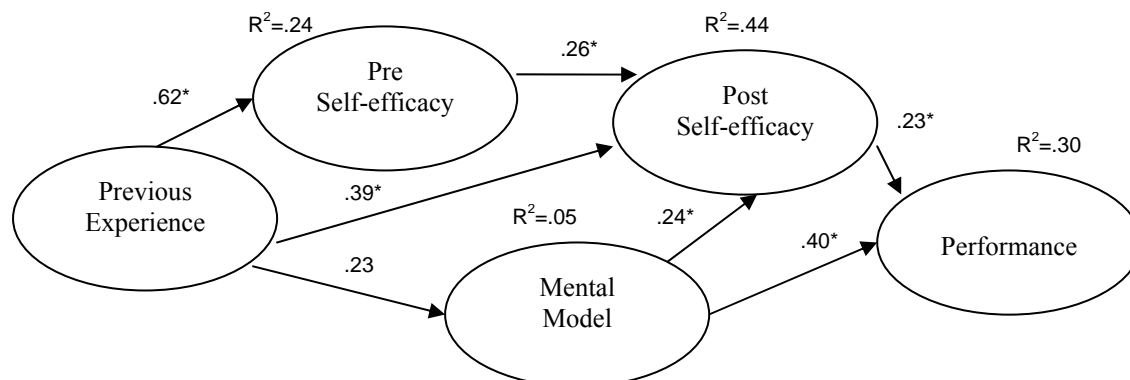 R²=.24
R²=.44
Pre
Self-efficacy
.26*
Post
Self-efficacy
.62*
.23*
R²=.30
Previous
Experience
.39*
R²=.05
.24*
.40*
Performance
.23
Mental
Model